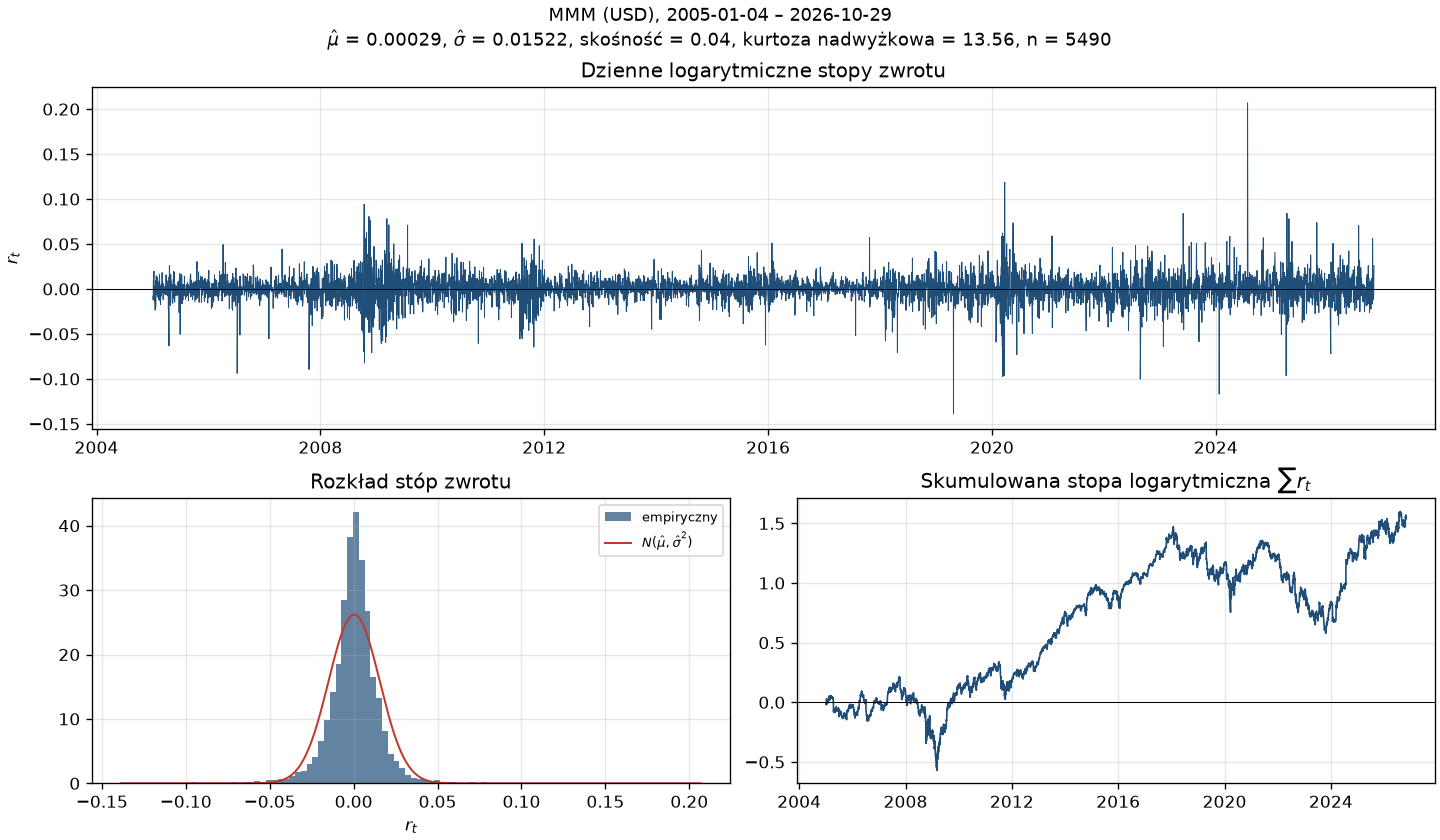 MMM (USD), 2005-01-04 – 2026-10-29
μ̂ = 0.00029, σ̂ = 0.01522, skośność = 0.04, kurtoza nadwyżkowa = 13.56, n = 5490
Dzienne logarytmiczne stopy zwrotu
0.20
0.15
0.10
0.05
0.00
−0.05
−0.10
−0.15
r_t
2004 2008 2012 2016 2020 2024
Rozkład stóp zwrotu
empiryczny
N(μ̂, σ̂²)
40
30
20
10
0
−0.15 −0.10 −0.05 0.00 0.05 0.10 0.15 0.20
r_t
Skumulowana stopa logarytmiczna ∑r_t
1.5
1.0
0.5
0.0
−0.5
2004 2008 2012 2016 2020 2024